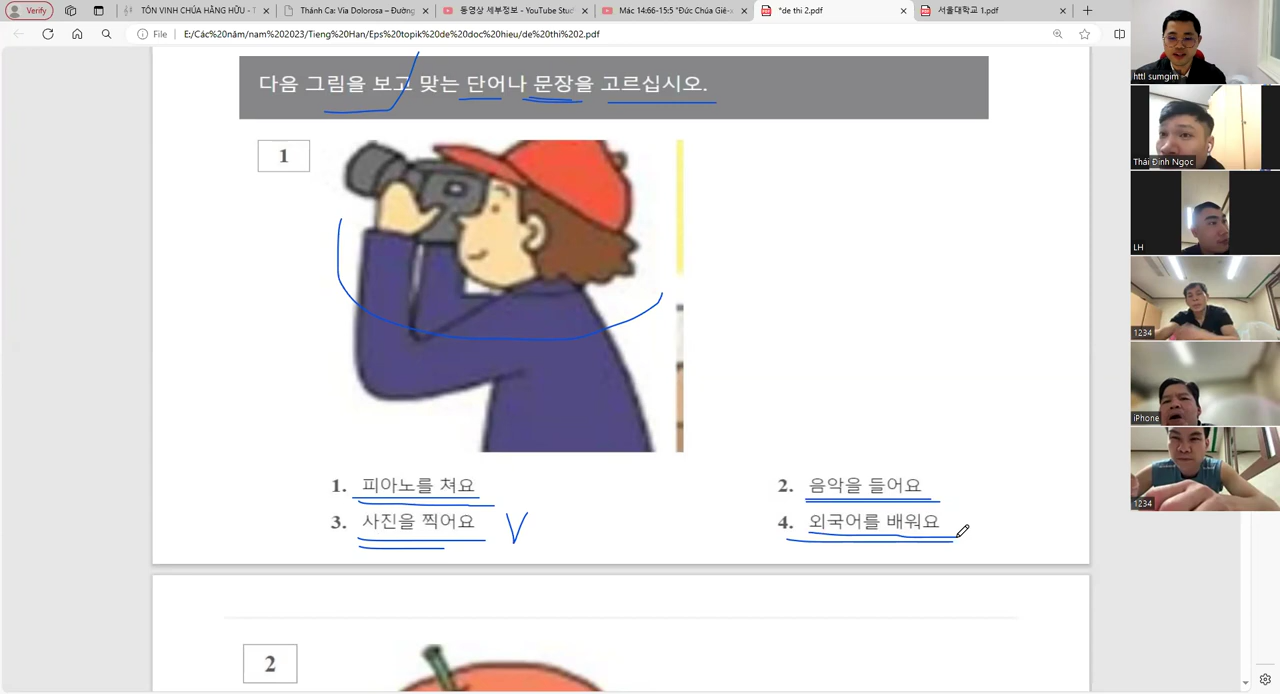 Verify
TÔN VINH CHÚA HẰNG HỮU - T
Thánh Ca: Via Dolorosa – Đường
동영상 세부정보 - YouTube Stud
Mác 14:66-15:5 "Đức Chúa Giê-x
*de thi 2.pdf
서울대학교 1.pdf
File
E:/Các%20năm/nam%202023/Tieng%20Han/Eps%20topik%20de%20doc%20hieu/de%20thi%202.pdf
다음 그림을 보고 맞는 단어나 문장을 고르십시오.
1
1. 피아노를 쳐요
2. 음악을 들어요
3. 사진을 찍어요 V
4. 외국어를 배워요
2
httl sumgim
Thái Đinh Ngọc
LH
1234
iPhone
1234